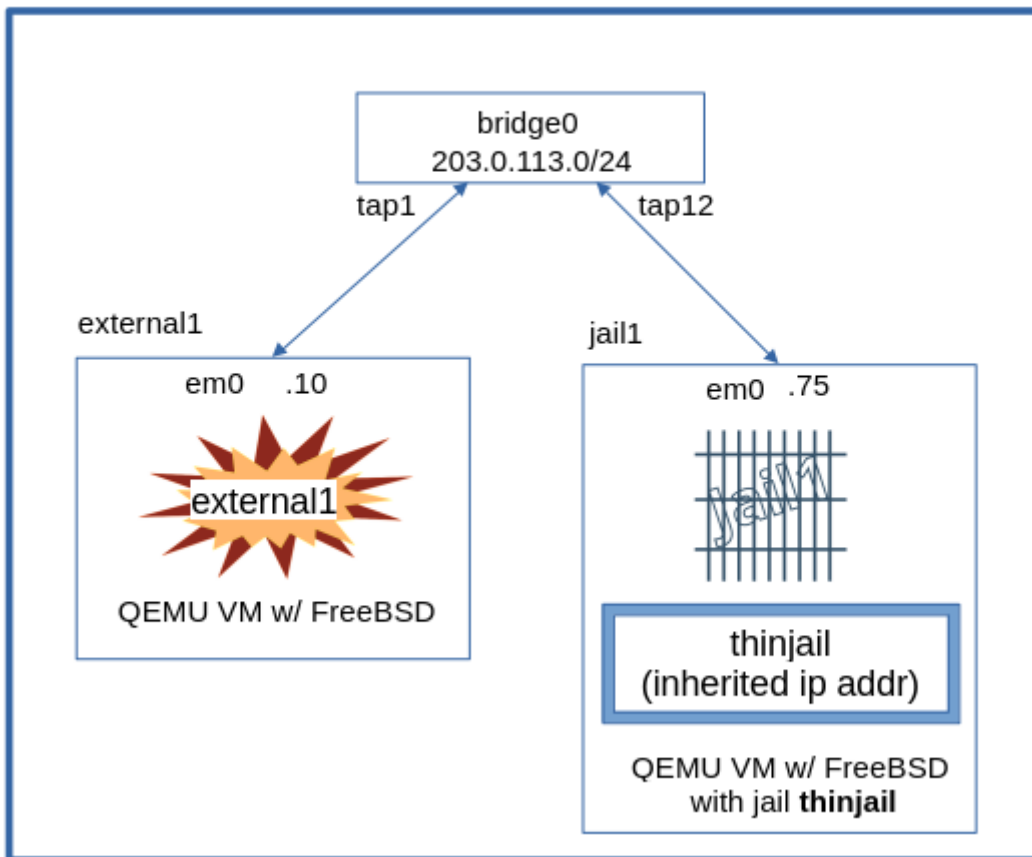 bridge0
203.0.113.0/24
tap1
tap12
external1
jail1
em0 .10
em0 .75
external1
Jail1
QEMU VM w/ FreeBSD
thinjail
(inherited ip addr)
QEMU VM w/ FreeBSD
with jail thinjail